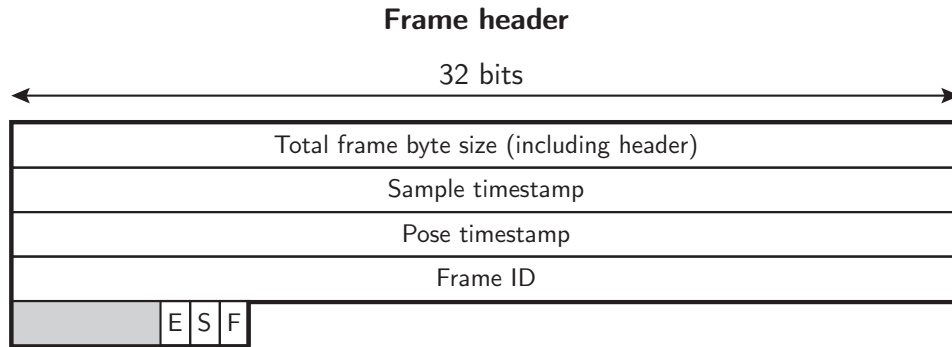 Frame header
32 bits
Total frame byte size (including header)
Sample timestamp
Pose timestamp
Frame ID
E S F